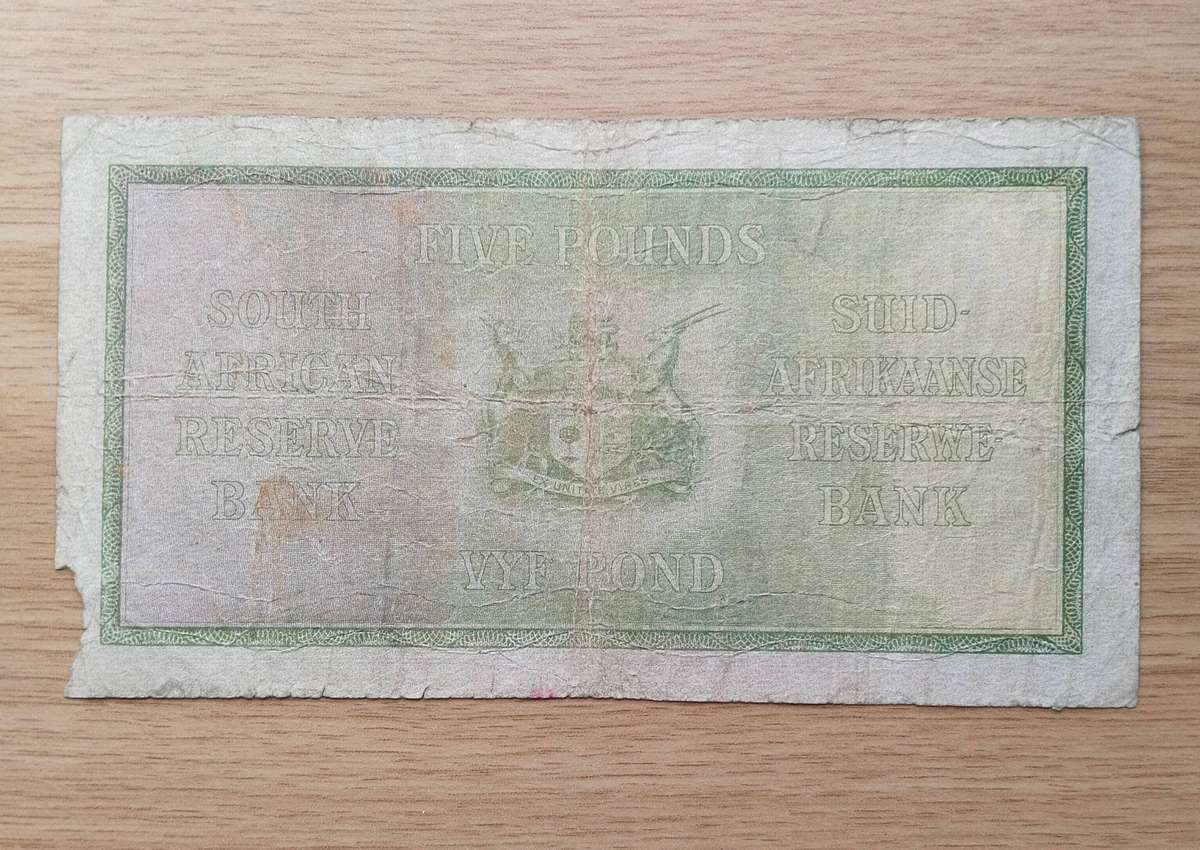 FIVE POUNDS
SOUTH
AFRICAN
RESERVE
BANK
SUID-
AFRIKAANSE
RESERWE-
BANK
EX UNITATE VIRES
VYF POND